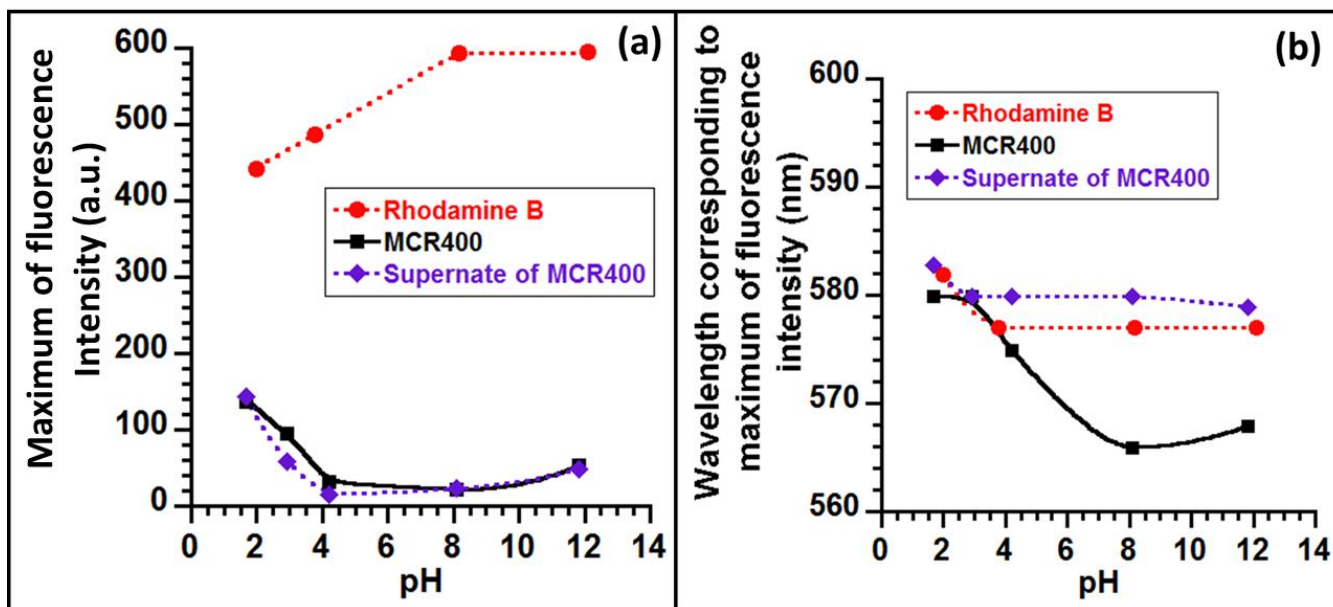 (a)
Maximum of fluorescence
Intensity (a.u.)
600
500
400
300
200
100
0
Rhodamine B
MCR400
Supernate of MCR400
0 2 4 6 8 10 12 14
pH
(b)
Wavelength corresponding to
maximum of fluorescence
intensity (nm)
600
590
580
570
560
Rhodamine B
MCR400
Supernate of MCR400
0 2 4 6 8 10 12 14
pH